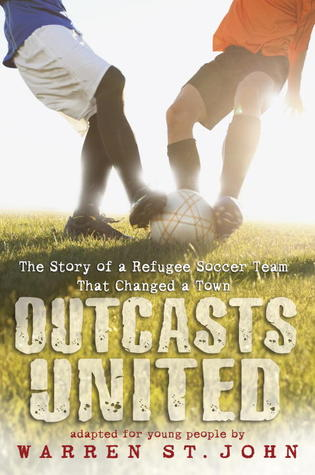 The Story of a Refugee Soccer Team
That Changed a Town
OUTCASTS
UNITED
adapted for young people by
WARREN ST. JOHN